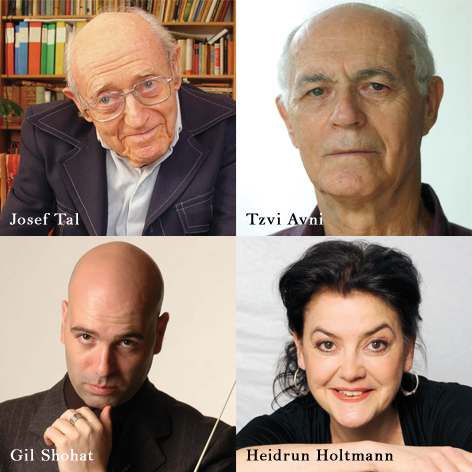 Josef Tal
Tzvi Avni
Gil Shohat
Heidrun Holtmann